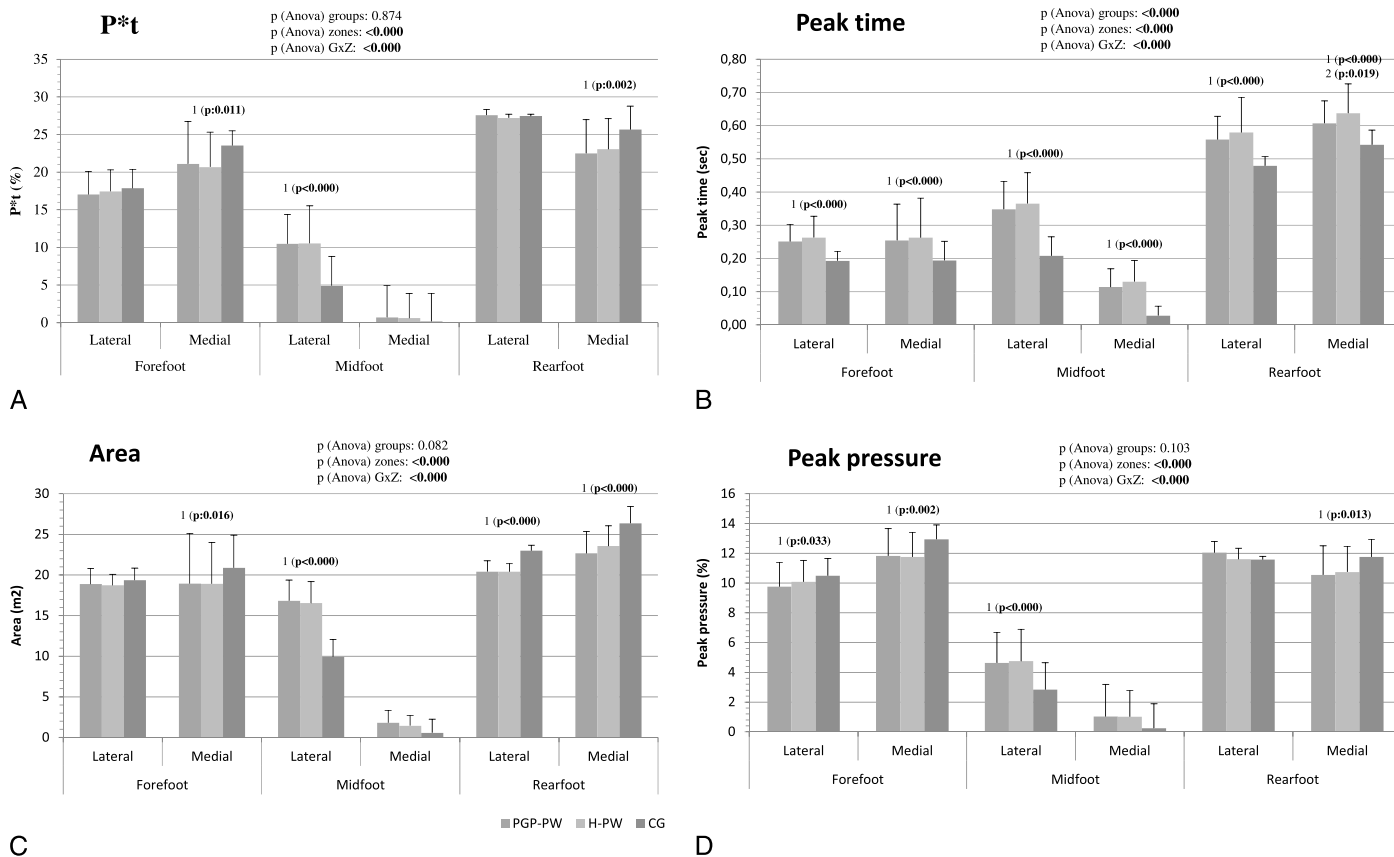 P*t
p (Anova) groups: 0.874
p (Anova) zones: <0.000
p (Anova) GxZ: <0.000
35
30
25
20
15
10
5
0
P*t (%)
1 (p:0.011)
1 (p<0.000)
1 (p:0.002)
Lateral Medial Lateral Medial Lateral Medial
Forefoot Midfoot Rearfoot
A
Peak time
p (Anova) groups: <0.000
p (Anova) zones: <0.000
p (Anova) GxZ: <0.000
0,80
0,70
0,60
0,50
0,40
0,30
0,20
0,10
0,00
Peak time (sec)
1 (p<0.000)
1 (p<0.000)
1 (p<0.000)
1 (p<0.000)
1 (p<0.000)
1 (p<0.000)
2 (p:0.019)
Lateral Medial Lateral Medial Lateral Medial
Forefoot Midfoot Rearfoot
B
Area
p (Anova) groups: 0.082
p (Anova) zones: <0.000
p (Anova) GxZ: <0.000
30
25
20
15
10
5
0
Area (m2)
1 (p:0.016)
1 (p<0.000)
1 (p<0.000)
1 (p<0.000)
Lateral Medial Lateral Medial Lateral Medial
Forefoot Midfoot Rearfoot
PGP-PW H-PW CG
C
Peak pressure
p (Anova) groups: 0.103
p (Anova) zones: <0.000
p (Anova) GxZ: <0.000
16
14
12
10
8
6
4
2
0
Peak pressure (%)
1 (p:0.033)
1 (p:0.002)
1 (p<0.000)
1 (p:0.013)
Lateral Medial Lateral Medial Lateral Medial
Forefoot Midfoot Rearfoot
D